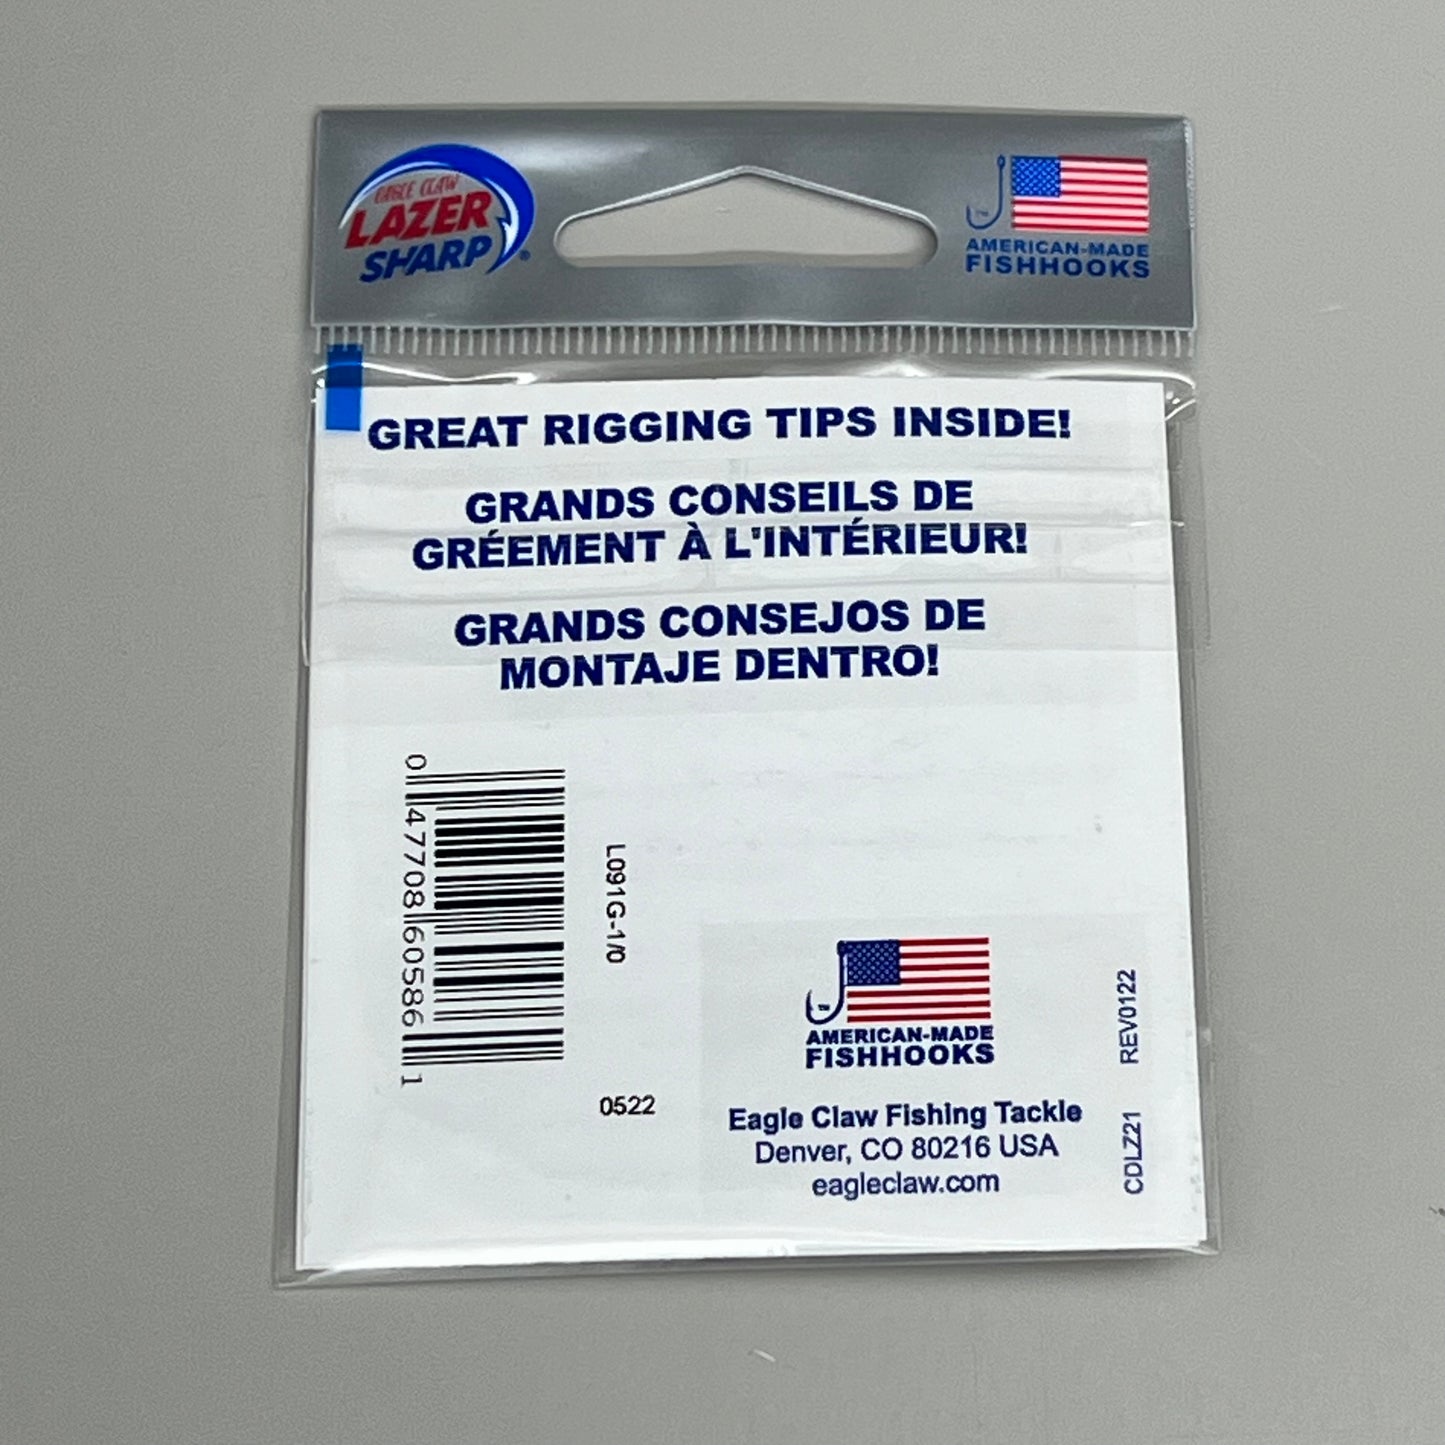 EAGLE CLAW
LAZER
SHARP®
AMERICAN-MADE
FISHHOOKS
GREAT RIGGING TIPS INSIDE!
GRANDS CONSEILS DE
GRÉEMENT À L'INTÉRIEUR!
GRANDS CONSEJOS DE
MONTAJE DENTRO!
0 47708 60586 1
L091G-1/0
0522
TM
AMERICAN-MADE
FISHHOOKS
Eagle Claw Fishing Tackle
Denver, CO 80216 USA
eagleclaw.com
CDLZ21 REV0122